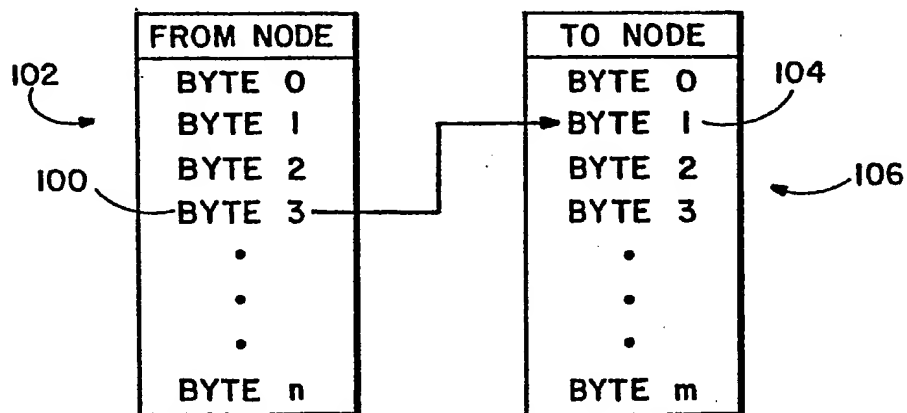 FROM NODE TO NODE
102 BYTE 0 BYTE 0 104
BYTE 1 BYTE 1
BYTE 2 BYTE 2
100 BYTE 3 BYTE 3 106
BYTE n BYTE m